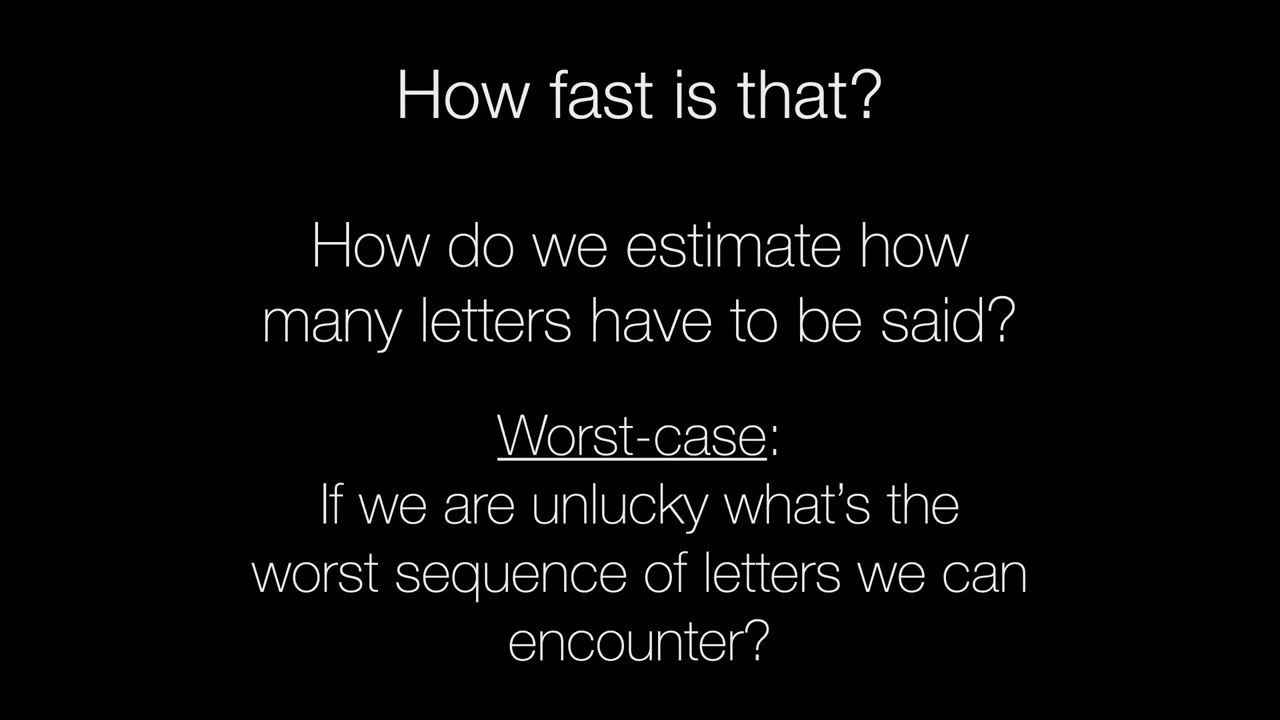 How fast is that?
How do we estimate how
many letters have to be said?
Worst-case:
If we are unlucky what’s the
worst sequence of letters we can
encounter?